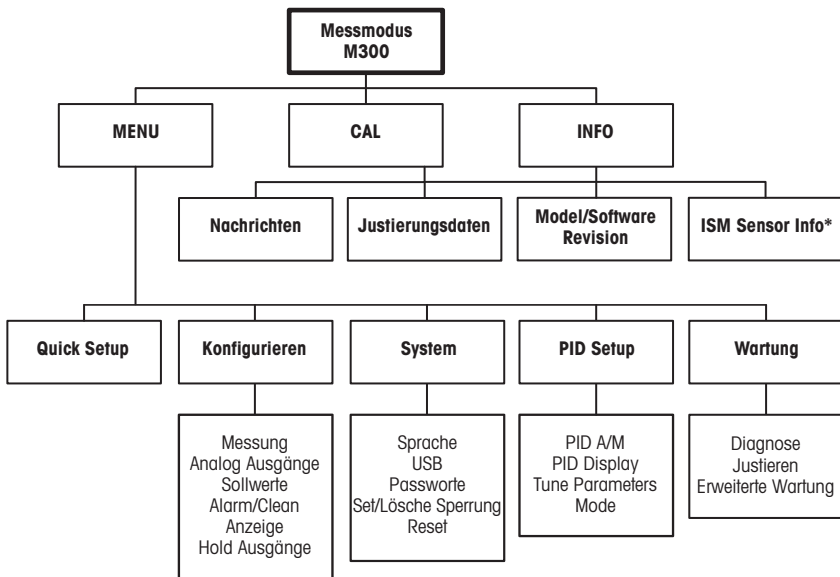 Messmodus
M300
MENU
CAL
INFO
Nachrichten
Justierungsdaten
Model/Software
Revision
ISM Sensor Info*
Quick Setup
Konfigurieren
System
PID Setup
Wartung
Messung
Analog Ausgänge
Sollwerte
Alarm/Clean
Anzeige
Hold Ausgänge
Sprache
USB
Passworte
Set/Lösche Sperrung
Reset
PID A/M
PID Display
Tune Parameters
Mode
Diagnose
Justieren
Erweiterte Wartung